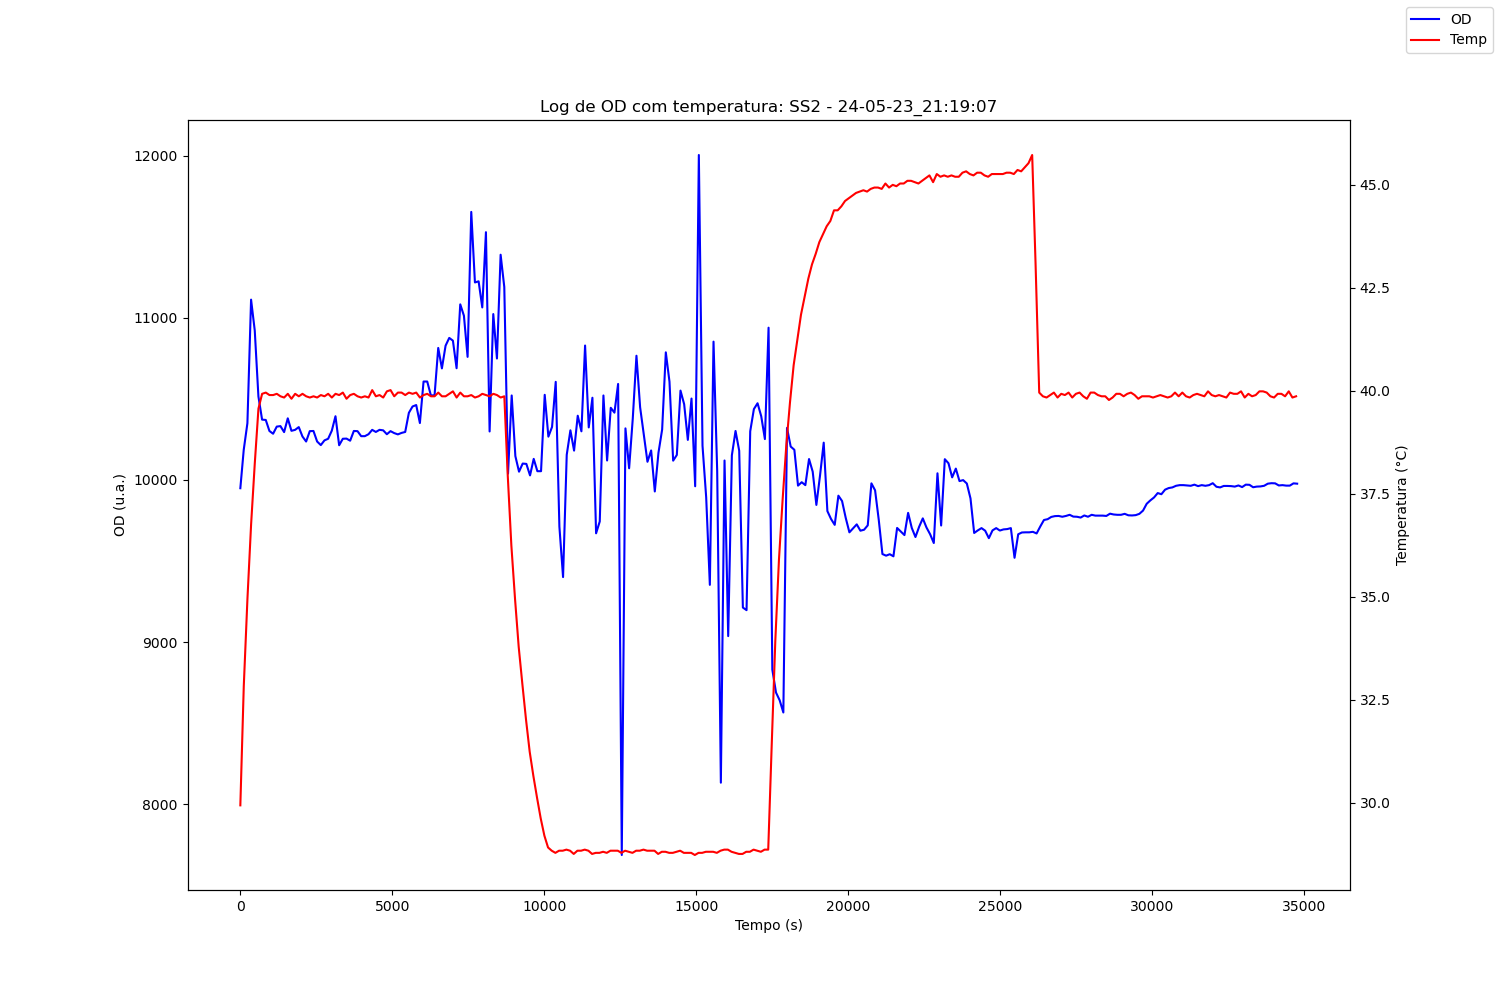 OD
Temp
Log de OD com temperatura: SS2 - 24-05-23_21:19:07
12000
11000
10000
9000
8000
OD (u.a.)
45.0
42.5
40.0
37.5
35.0
32.5
30.0
Temperatura (°C)
0 5000 10000 15000 20000 25000 30000 35000
Tempo (s)